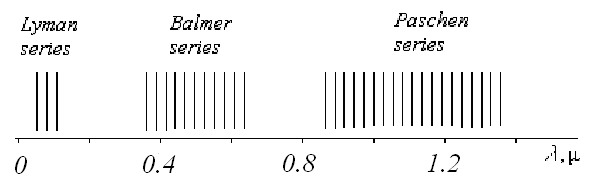 Lyman series
Balmer series
Paschen series
0 0.4 0.8 1.2 λ, μ